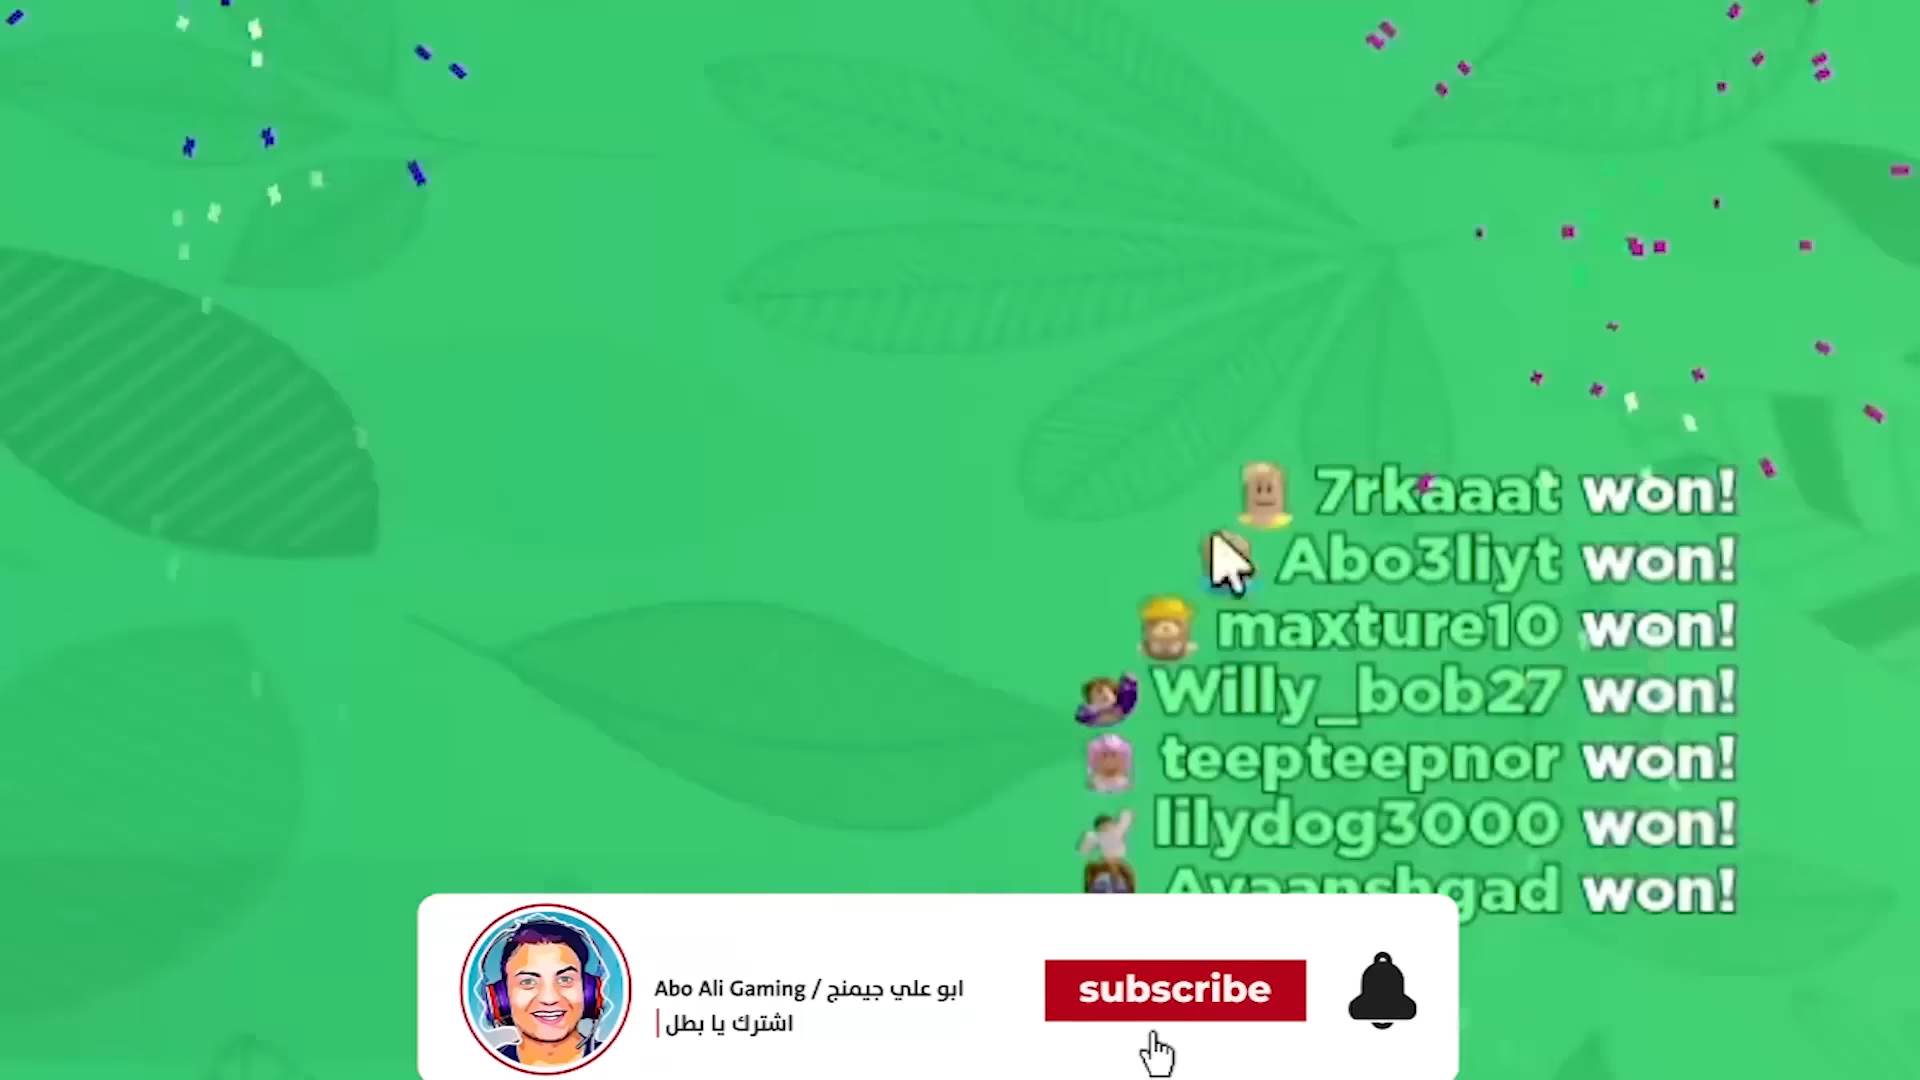 7rkaaat won!
Abo3liyt won!
maxture10 won!
Willy_bob27 won!
teepteepnor won!
lilydog3000 won!
Ayaanshgad won!
Abo Ali Gaming / ابو علي جيمنج
اشترك يا بطل
subscribe